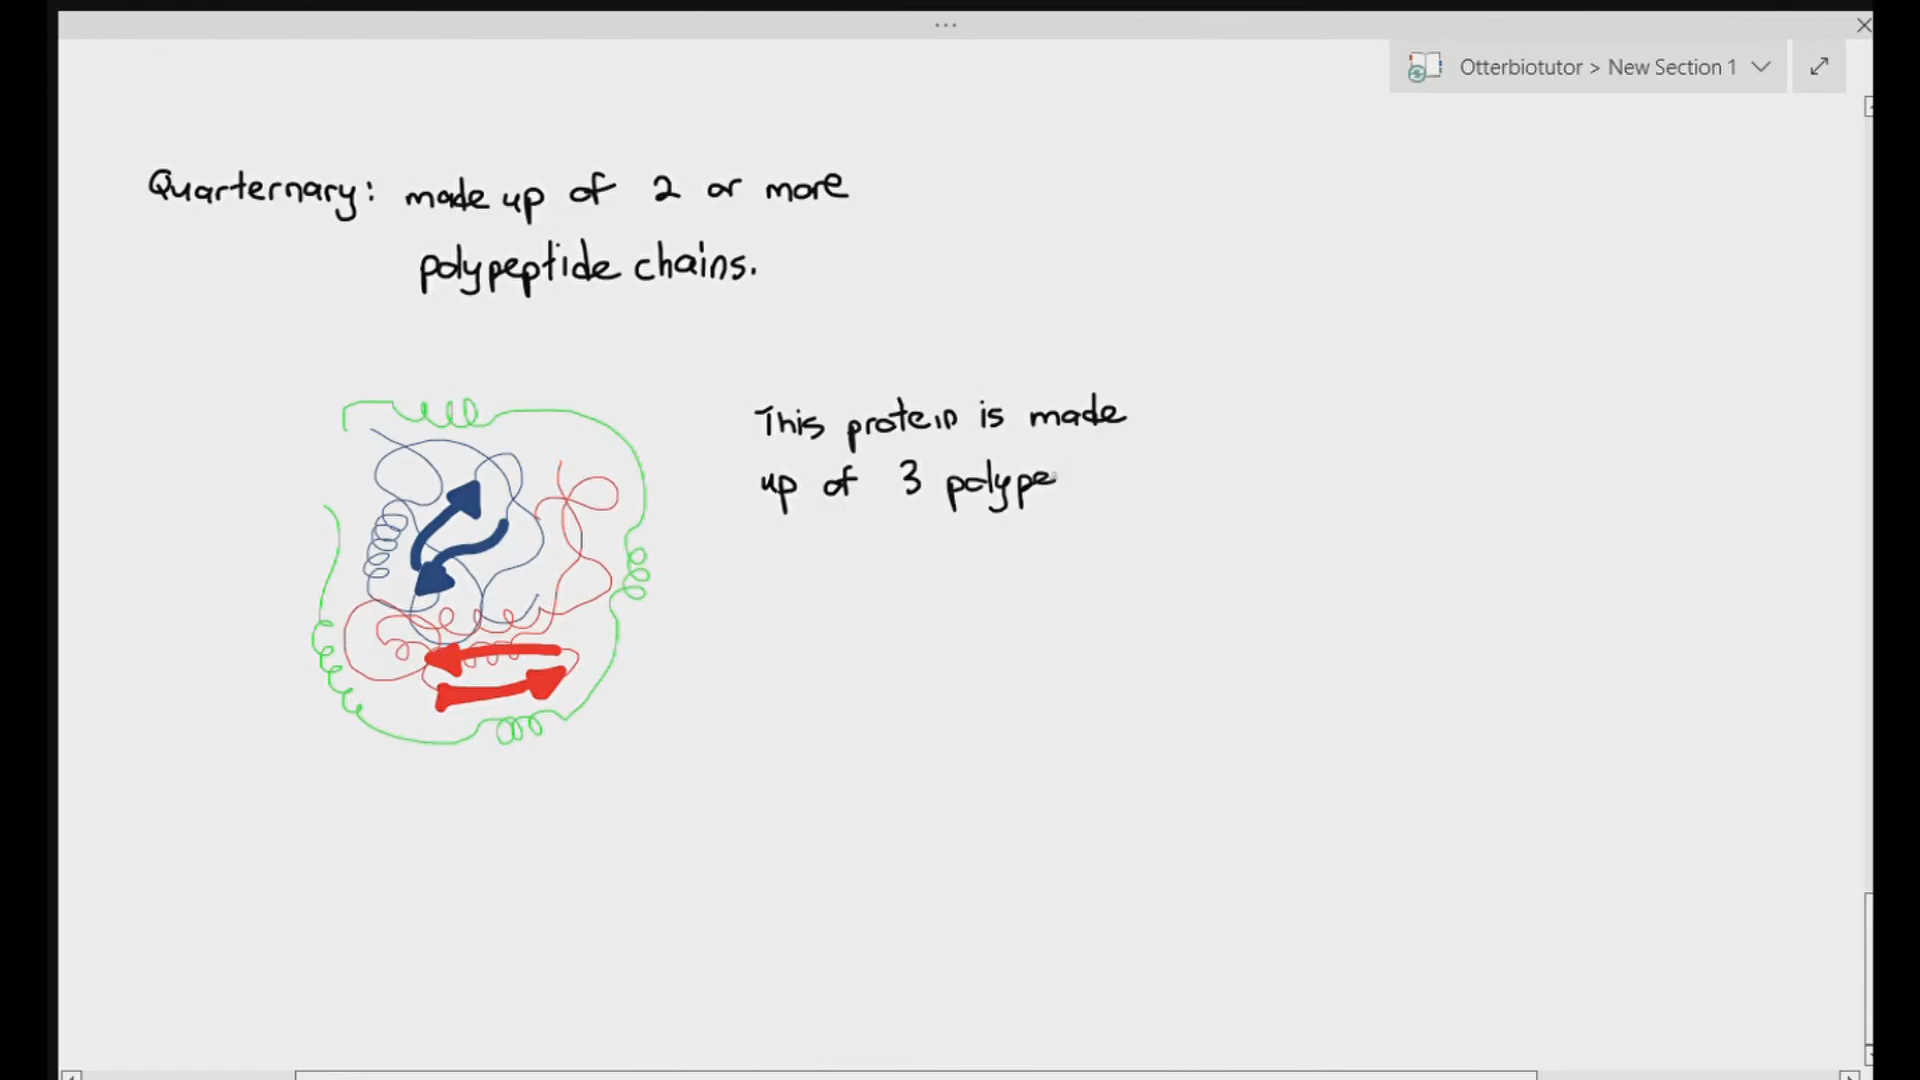 Otterbiotutor > New Section 1
Quarternary: made up of 2 or more
polypeptide chains.
This protein is made
up of 3 polype